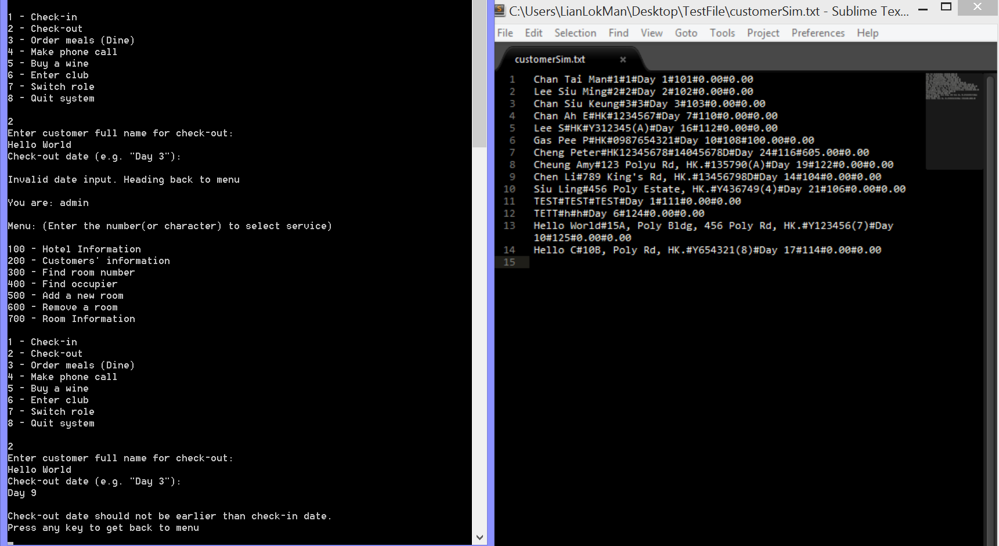 1 - Check-in
2 - Check-out
3 - Order meals (Dine)
4 - Make phone call
5 - Buy a wine
6 - Enter club
7 - Switch role
8 - Quit system
2
Enter customer full name for check-out:
Hello World
Check-out date (e.g. "Day 3"):
Invalid date input. Heading back to menu
You are: admin
Menu: (Enter the number(or character) to select service)
100 - Hotel Information
200 - Customers' information
300 - Find room number
400 - Find occupier
500 - Add a new room
600 - Remove a room
700 - Room Information
1 - Check-in
2 - Check-out
3 - Order meals (Dine)
4 - Make phone call
5 - Buy a wine
6 - Enter club
7 - Switch role
8 - Quit system
2
Enter customer full name for check-out:
Hello World
Check-out date (e.g. "Day 3"):
Day 9
Check-out date should not be earlier than check-in date.
Press any key to get back to menu
C:\Users\LianLokMan\Desktop\TestFile\customerSim.txt - Sublime Tex...
File Edit Selection Find View Goto Tools Project Preferences Help
customerSim.txt
1 Chan Tai Man#1#1#Day 1#101#0.00#0.00
2 Lee Siu Ming#2#2#Day 2#102#0.00#0.00
3 Chan Siu Keung#3#3#Day 3#103#0.00#0.00
4 Chan Ah E#HK#1234567#Day 7#110#0.00#0.00
5 Lee S#HK#Y312345(A)#Day 16#112#0.00#0.00
6 Gas Pee P#HK#0987654321#Day 10#108#100.00#0.00
7 Cheng Peter#HK12345678#14045678D#Day 24#116#605.00#0.00
8 Cheung Amy#123 Polyu Rd, HK.#135790(A)#Day 19#122#0.00#0.00
9 Chen Li#789 King's Rd, HK.#13456798D#Day 14#104#0.00#0.00
10 Siu Ling#456 Poly Estate, HK.#Y436749(4)#Day 21#106#0.00#0.00
11 TEST#TEST#TEST#Day 1#111#0.00#0.00
12 TETT#h#h#Day 6#124#0.00#0.00
13 Hello World#15A, Poly Bldg, 456 Poly Rd, HK.#Y123456(7)#Day
10#125#0.00#0.00
14 Hello C#10B, Poly Rd, HK.#Y654321(8)#Day 17#114#0.00#0.00
15